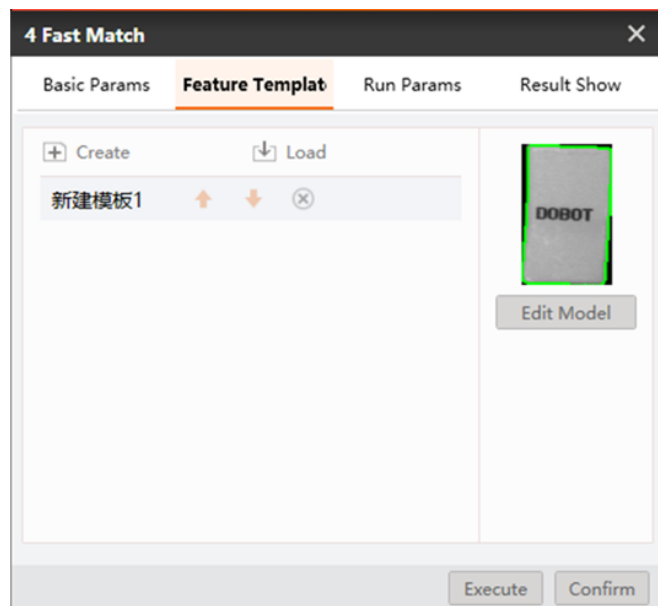 4 Fast Match
Basic Params Feature Templat Run Params Result Show
Create Load
新建模板1
DOBOT
Edit Model
Execute Confirm